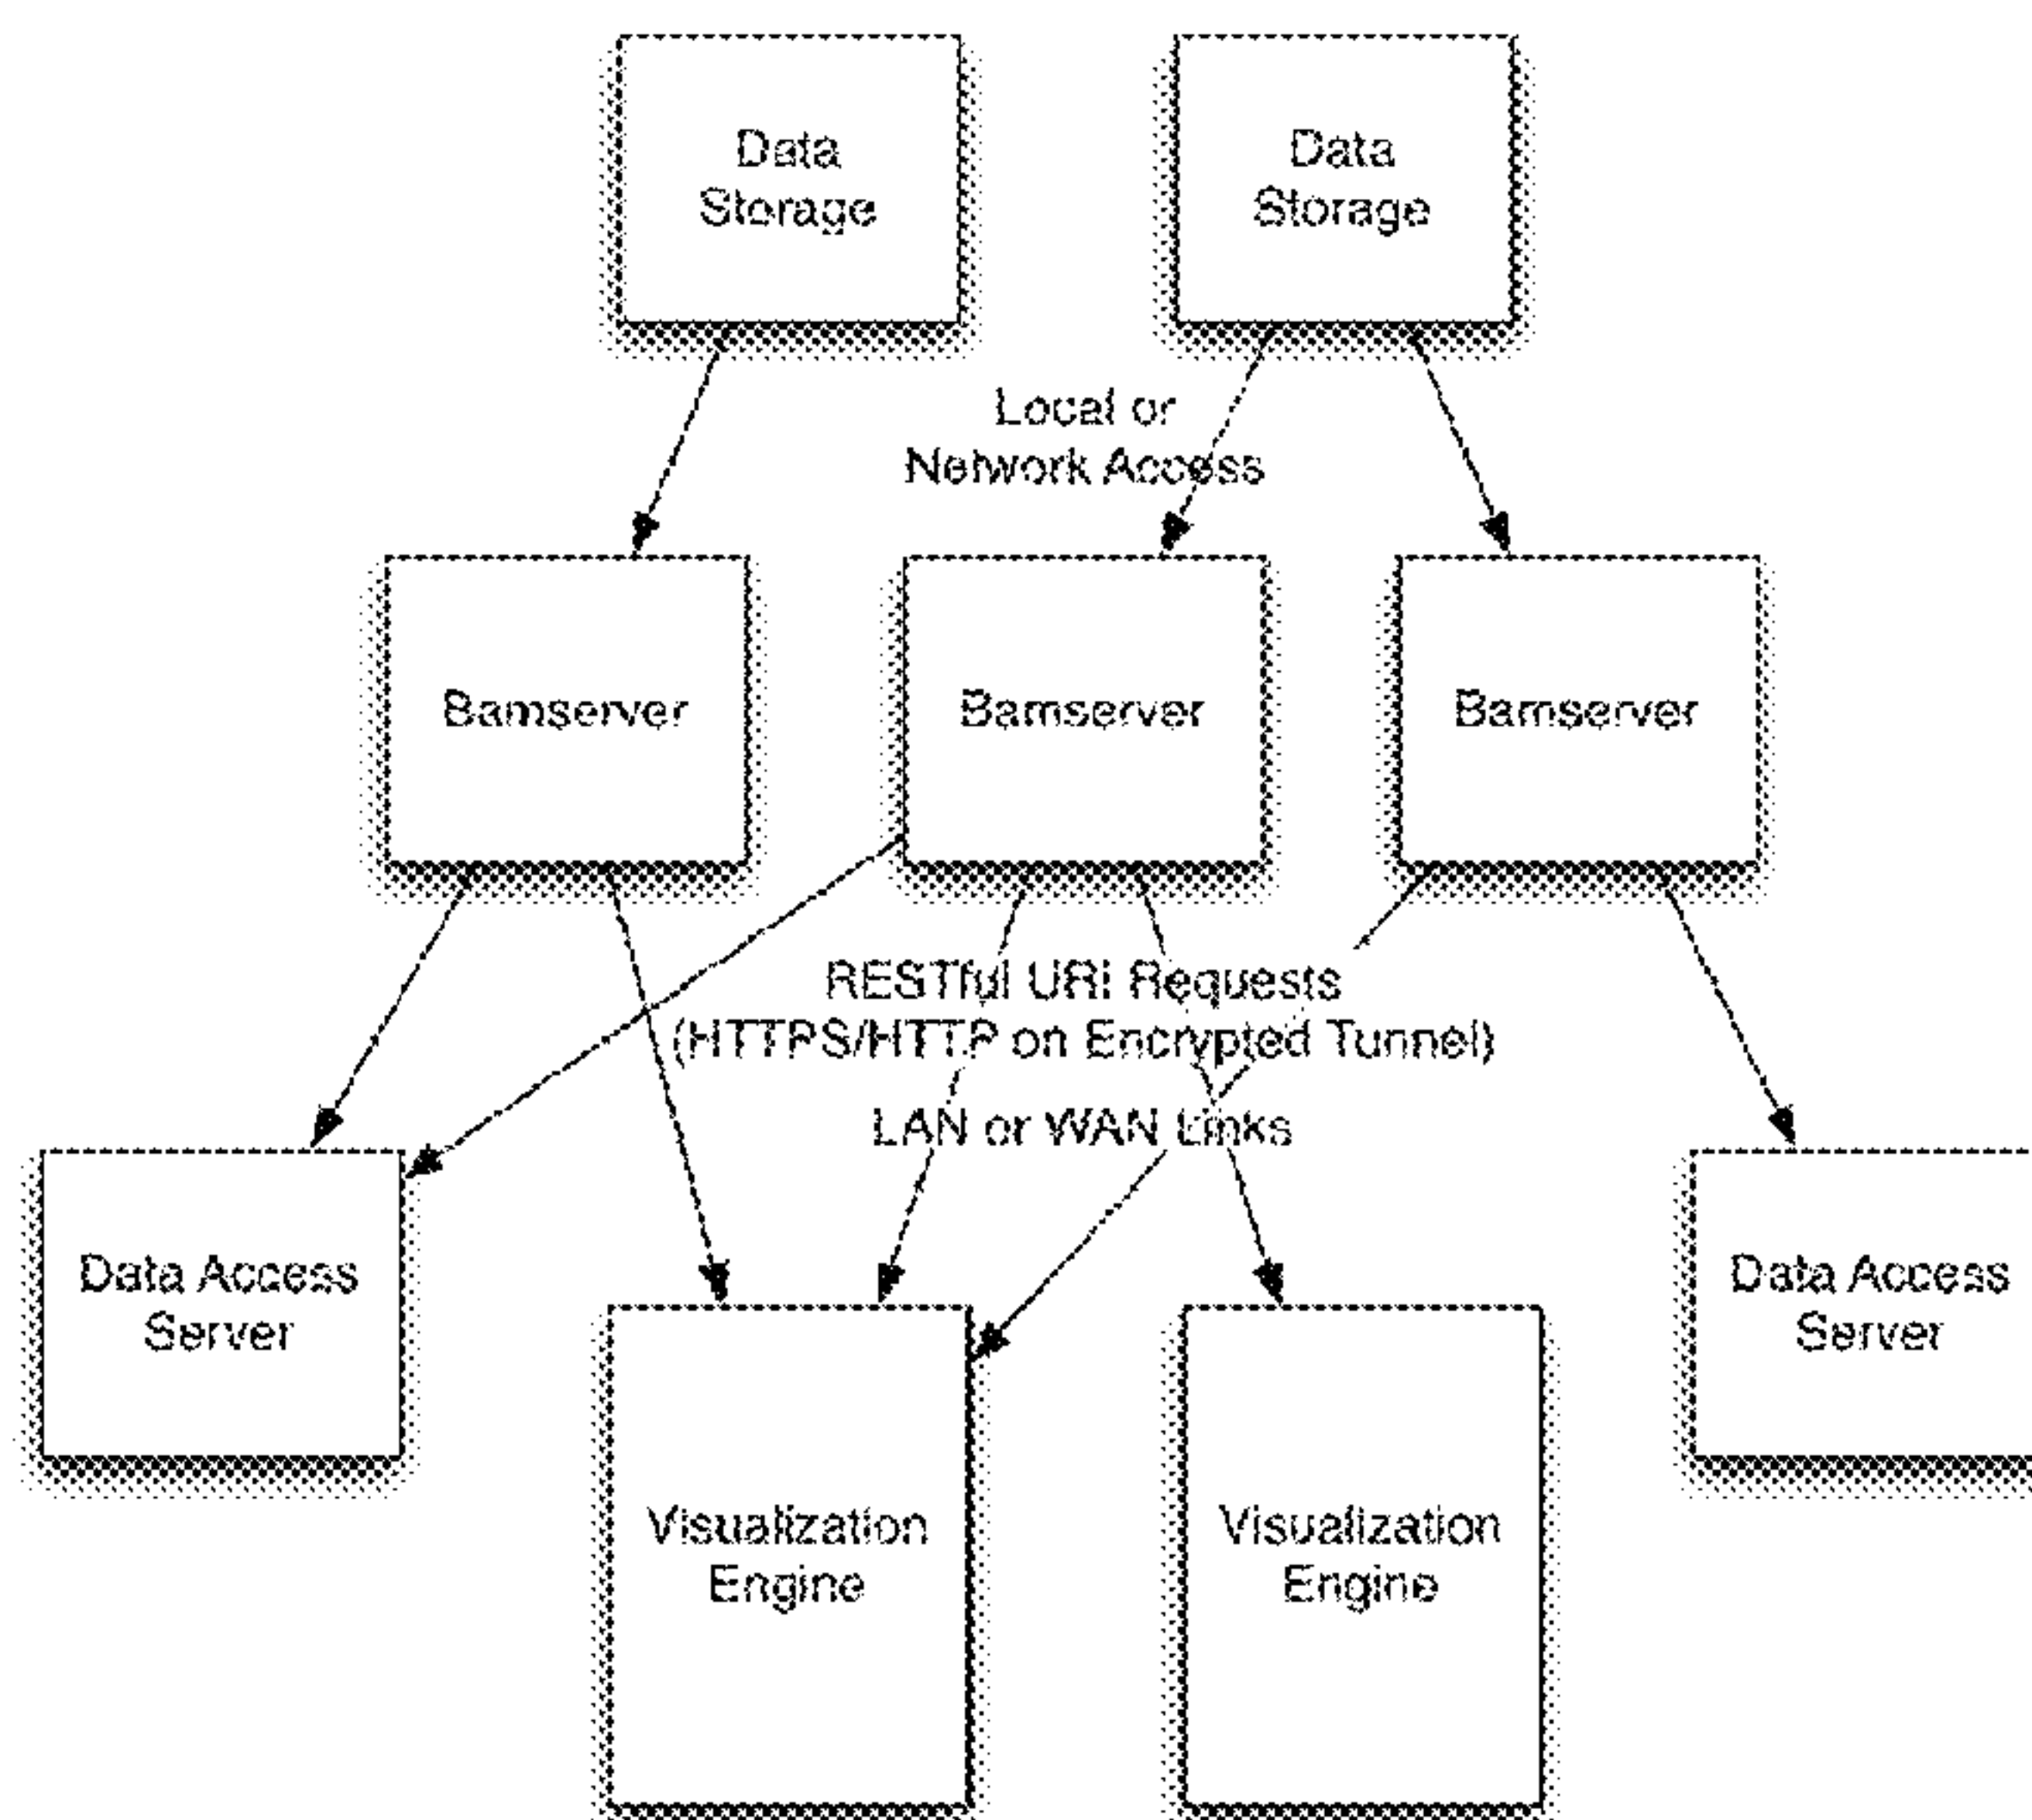 Data
Storage
Data
Storage
Local or
Network Access
Bamserver
Bamserver
Bamserver
RESTful URI Requests
(HTTPS/HTTP on Encrypted Tunnel)
LAN or WAN Links
Data Access
Server
Data Access
Server
Visualization
Engine
Visualization
Engine